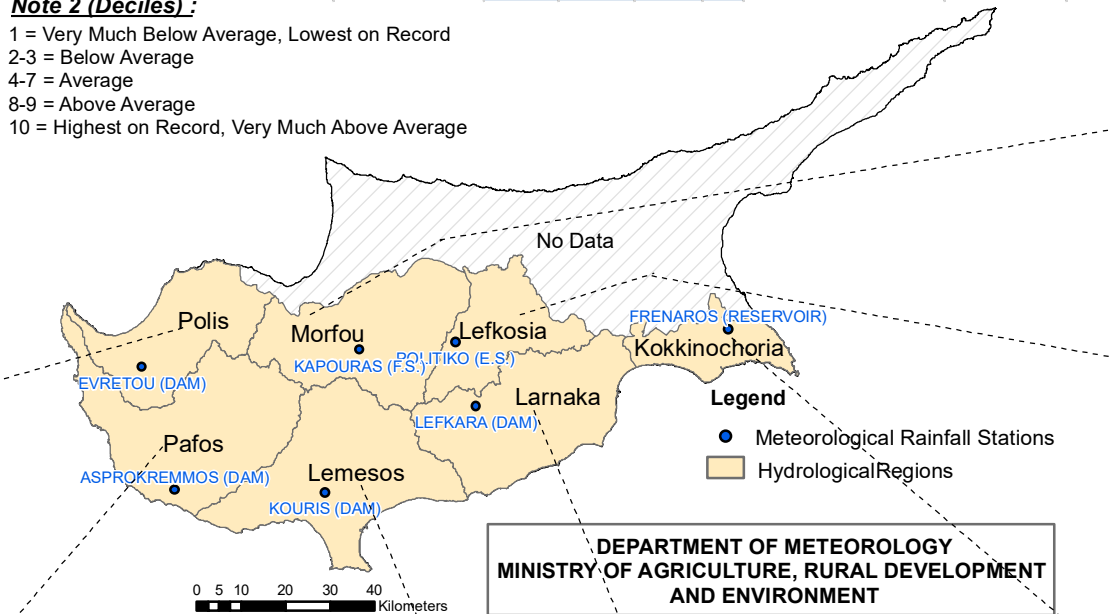 Note 2 (Deciles) :
1 = Very Much Below Average, Lowest on Record
2-3 = Below Average
4-7 = Average
8-9 = Above Average
10 = Highest on Record, Very Much Above Average
No Data
Polis
Morfou
Lefkosia
FRENAROS (RESERVOIR)
Kokkinochoria
EVRETOU (DAM)
KAPOURAS (F.S.)
POLITIKO (E.S.)
Larnaka
LEFKARA (DAM)
Pafos
ASPROKREMMOS (DAM)
Lemesos
KOURIS (DAM)
Legend
Meteorological Rainfall Stations
HydrologicalRegions
DEPARTMENT OF METEOROLOGY
MINISTRY OF AGRICULTURE, RURAL DEVELOPMENT
AND ENVIRONMENT
0 5 10 20 30 40
Kilometers